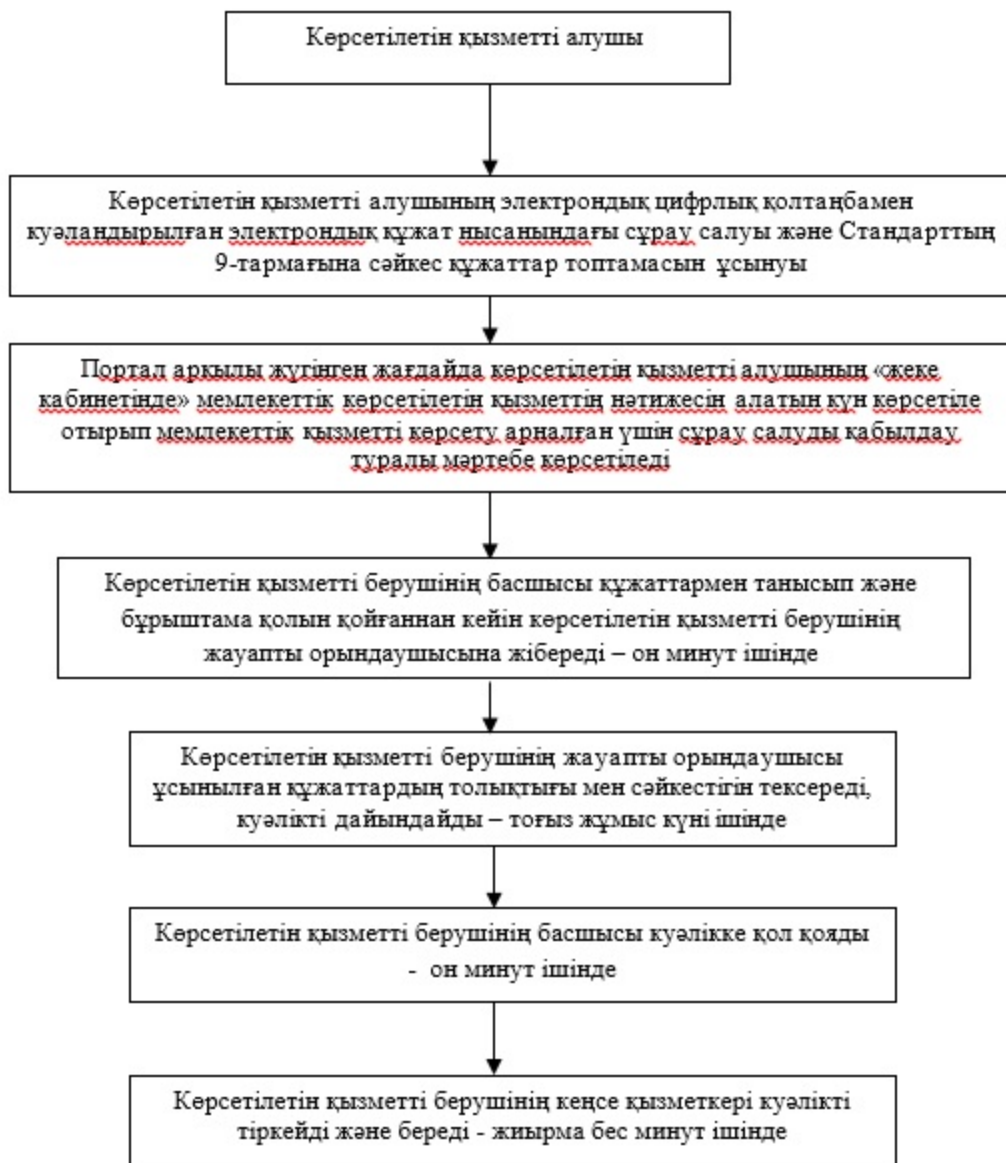 Көрсетілетін қызметті алушы
Көрсетілетін қызметті алушының электрондық цифрлық қолтаңбамен
куәландырылған электрондық құжат нысанындағы сұрау салуы және Стандарттың
9-тармағына сәйкес құжаттар топтамасын ұсынуы
Портал арқылы жүгінген жағдайда көрсетілетін қызметті алушының «жеке
кабинетінде» мемлекеттік көрсетілетін қызметтің нәтижесін алатын күн көрсетіле
отырып мемлекеттік қызметті көрсету арналған үшін сұрау салуды қабылдау
туралы мәртебе көрсетіледі
Көрсетілетін қызметті берушінің басшысы құжаттармен танысып және
бұрыштама қолын қойғаннан кейін көрсетілетін қызметті берушінің
жауапты орындаушысына жібереді – он минут ішінде
Көрсетілетін қызметті берушінің жауапты орындаушысы
ұсынылған құжаттардың толықтығы мен сәйкестігін тексереді,
куәлікті дайындайды – тоғыз жұмыс күні ішінде
Көрсетілетін қызметті берушінің басшысы куәлікке қол қояды
- он минут ішінде
Көрсетілетін қызметті берушінің кеңсе қызметкері куәлікті
тіркейді және береді - жиырма бес минут ішінде